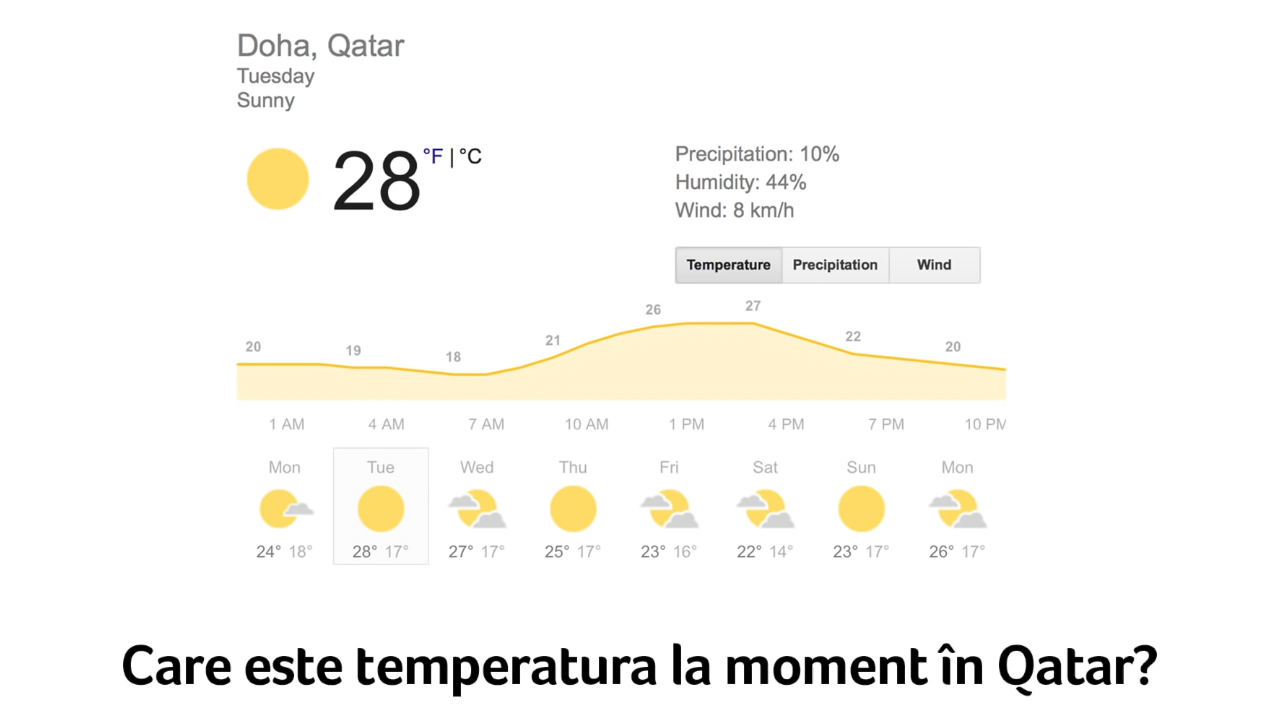 Doha, Qatar
Tuesday
Sunny
28 °F | °C
Precipitation: 10%
Humidity: 44%
Wind: 8 km/h
Temperature Precipitation Wind
20 19 18 21 26 27 22 20
1 AM 4 AM 7 AM 10 AM 1 PM 4 PM 7 PM 10 PM
Mon Tue Wed Thu Fri Sat Sun Mon
24° 18° 28° 17° 27° 17° 25° 17° 23° 16° 22° 14° 23° 17° 26° 17°
Care este temperatura la moment în Qatar?